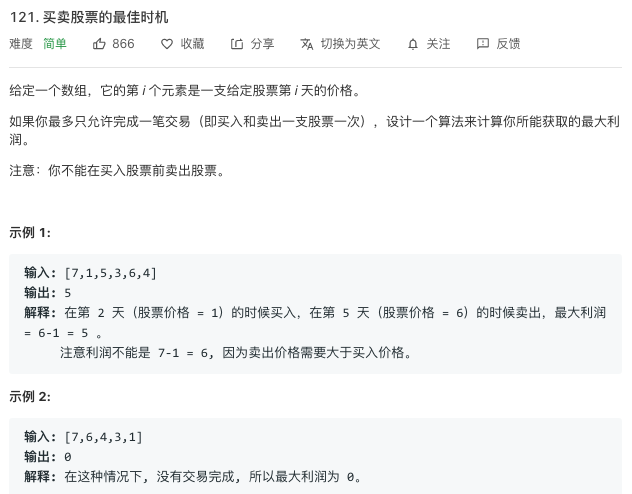 121. 买卖股票的最佳时机
难度 简单 866 收藏 分享 切换为英文 关注 反馈
给定一个数组，它的第 i 个元素是一支给定股票第 i 天的价格。
如果你最多只允许完成一笔交易（即买入和卖出一支股票一次），设计一个算法来计算你所能获取的最大利
润。
注意：你不能在买入股票前卖出股票。
示例 1:
输入: [7,1,5,3,6,4]
输出: 5
解释: 在第 2 天（股票价格 = 1）的时候买入，在第 5 天（股票价格 = 6）的时候卖出，最大利润
= 6-1 = 5 。
注意利润不能是 7-1 = 6, 因为卖出价格需要大于买入价格。
示例 2:
输入: [7,6,4,3,1]
输出: 0
解释: 在这种情况下, 没有交易完成, 所以最大利润为 0。